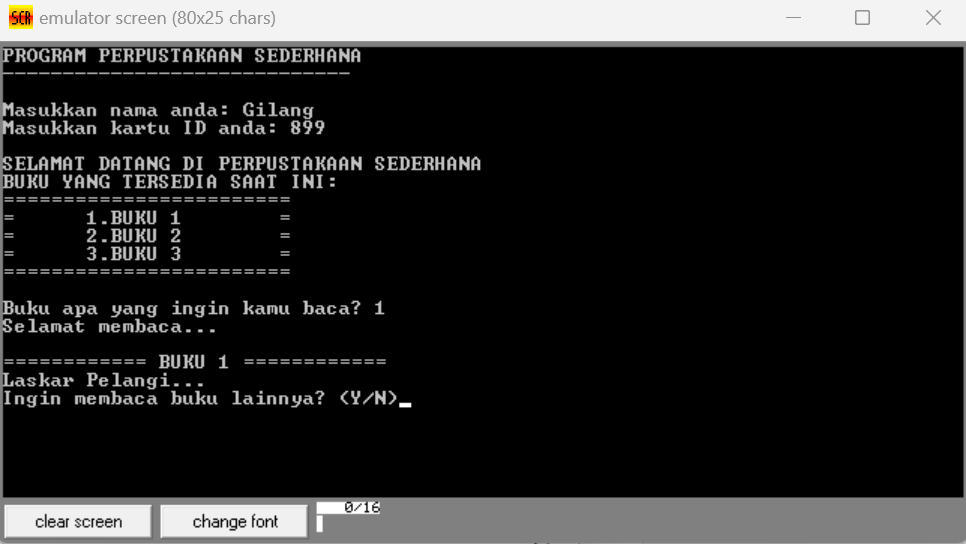 SCR emulator screen (80x25 chars)
PROGRAM PERPUSTAKAAN SEDERHANA
-----------------------------
Masukkan nama anda: Gilang
Masukkan kartu ID anda: 899
SELAMAT DATANG DI PERPUSTAKAAN SEDERHANA
BUKU YANG TERSEDIA SAAT INI:
========================
= 1.BUKU 1 =
= 2.BUKU 2 =
= 3.BUKU 3 =
========================
Buku apa yang ingin kamu baca? 1
Selamat membaca...
============ BUKU 1 ============
Laskar Pelangi...
Ingin membaca buku lainnya? (Y/N)
clear screen change font 0/16